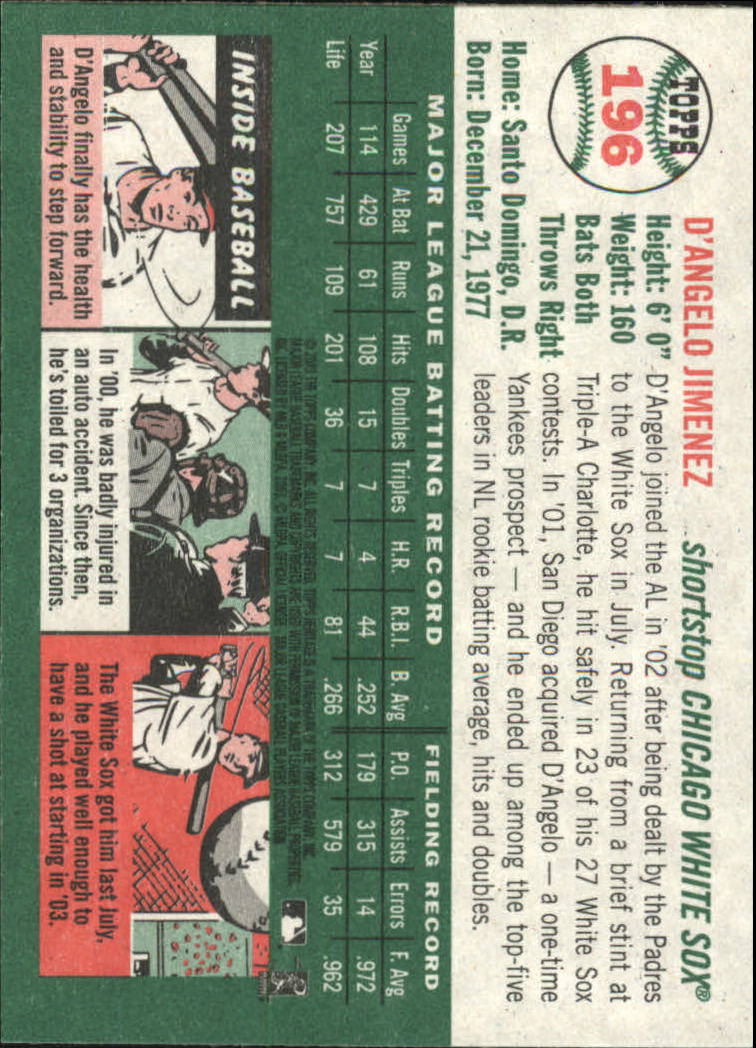 TOPPS
196
D'ANGELO JIMENEZ shortstop CHICAGO WHITE SOX®
Height: 6' 0" D'Angelo joined the AL in '02 after being dealt by the Padres
Weight: 160 to the White Sox in July. Returning from a brief stint at
Bats Both Triple-A Charlotte, he hit safely in 23 of his 27 White Sox
Throws Right contests. In '01, San Diego acquired D'Angelo — a one-time
Home: Santo Domingo, D.R. Yankees prospect — and he ended up among the top-five
Born: December 21, 1977 leaders in NL rookie batting average, hits and doubles.
MAJOR LEAGUE BATTING RECORD FIELDING RECORD
Games At Bat Runs Hits Doubles Triples H.R. R.B.I. B. Avg P.O. Assists Errors F. Avg
Year 114 429 61 108 15 7 4 44 .252 179 315 14 .972
Life 207 757 109 201 36 7 7 81 .266 312 579 35 .962
INSIDE BASEBALL
D'Angelo finally has the health
and stability to step forward.
In '00, he was badly injured in
an auto accident. Since then,
he's toiled for 3 organizations.
The White Sox got him last July,
and he played well enough to
have a shot at starting in '03.